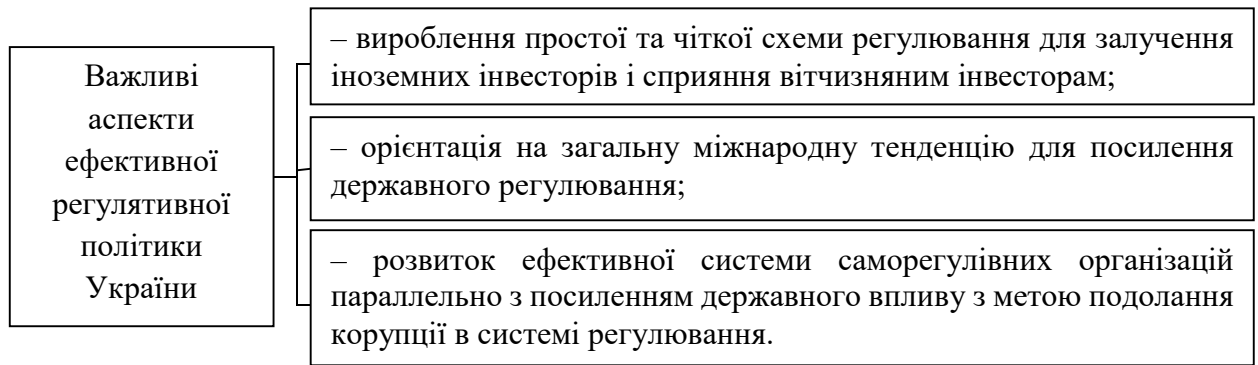 Важливі
аспекти
ефективної
регулятивної
політики
України
– вироблення простої та чіткої схеми регулювання для залучення
іноземних інвесторів і сприяння вітчизняним інвесторам;
– орієнтація на загальну міжнародну тенденцію для посилення
державного регулювання;
– розвиток ефективної системи саморегулівних організацій
параллельно з посиленням державного впливу з метою подолання
корупції в системі регулювання.